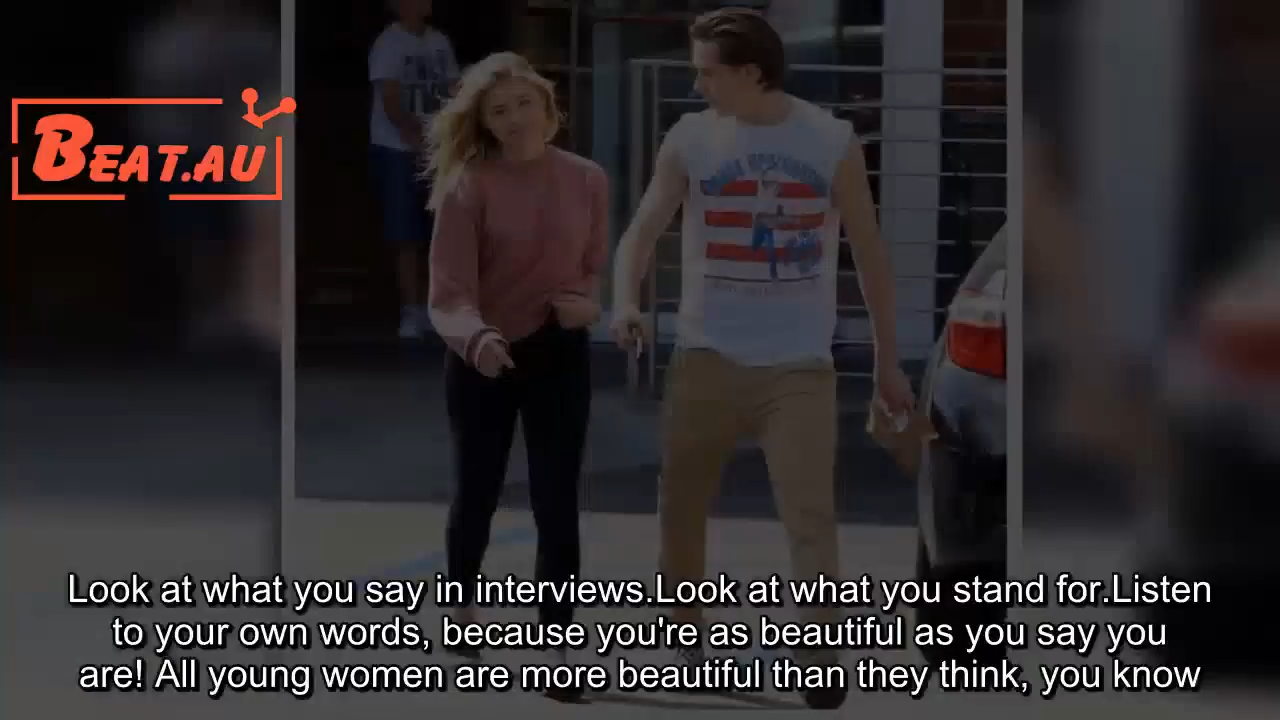 BEAT.AU
Look at what you say in interviews.Look at what you stand for.Listen
to your own words, because you're as beautiful as you say you
are! All young women are more beautiful than they think, you know